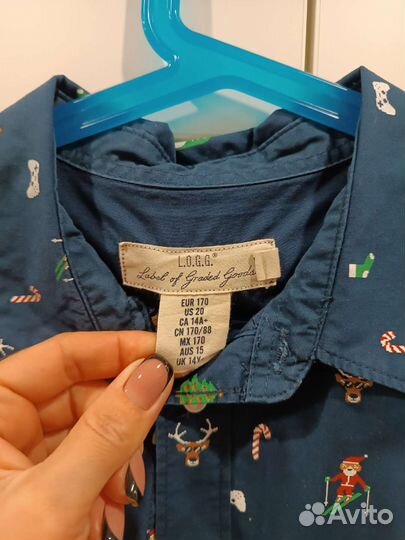 L.O.G.G.®
Label of Graded Goods
EUR 170
US 20
CA 14A+
CN 170/88
MX 170
AUS 15
UK 14Y+
Avito